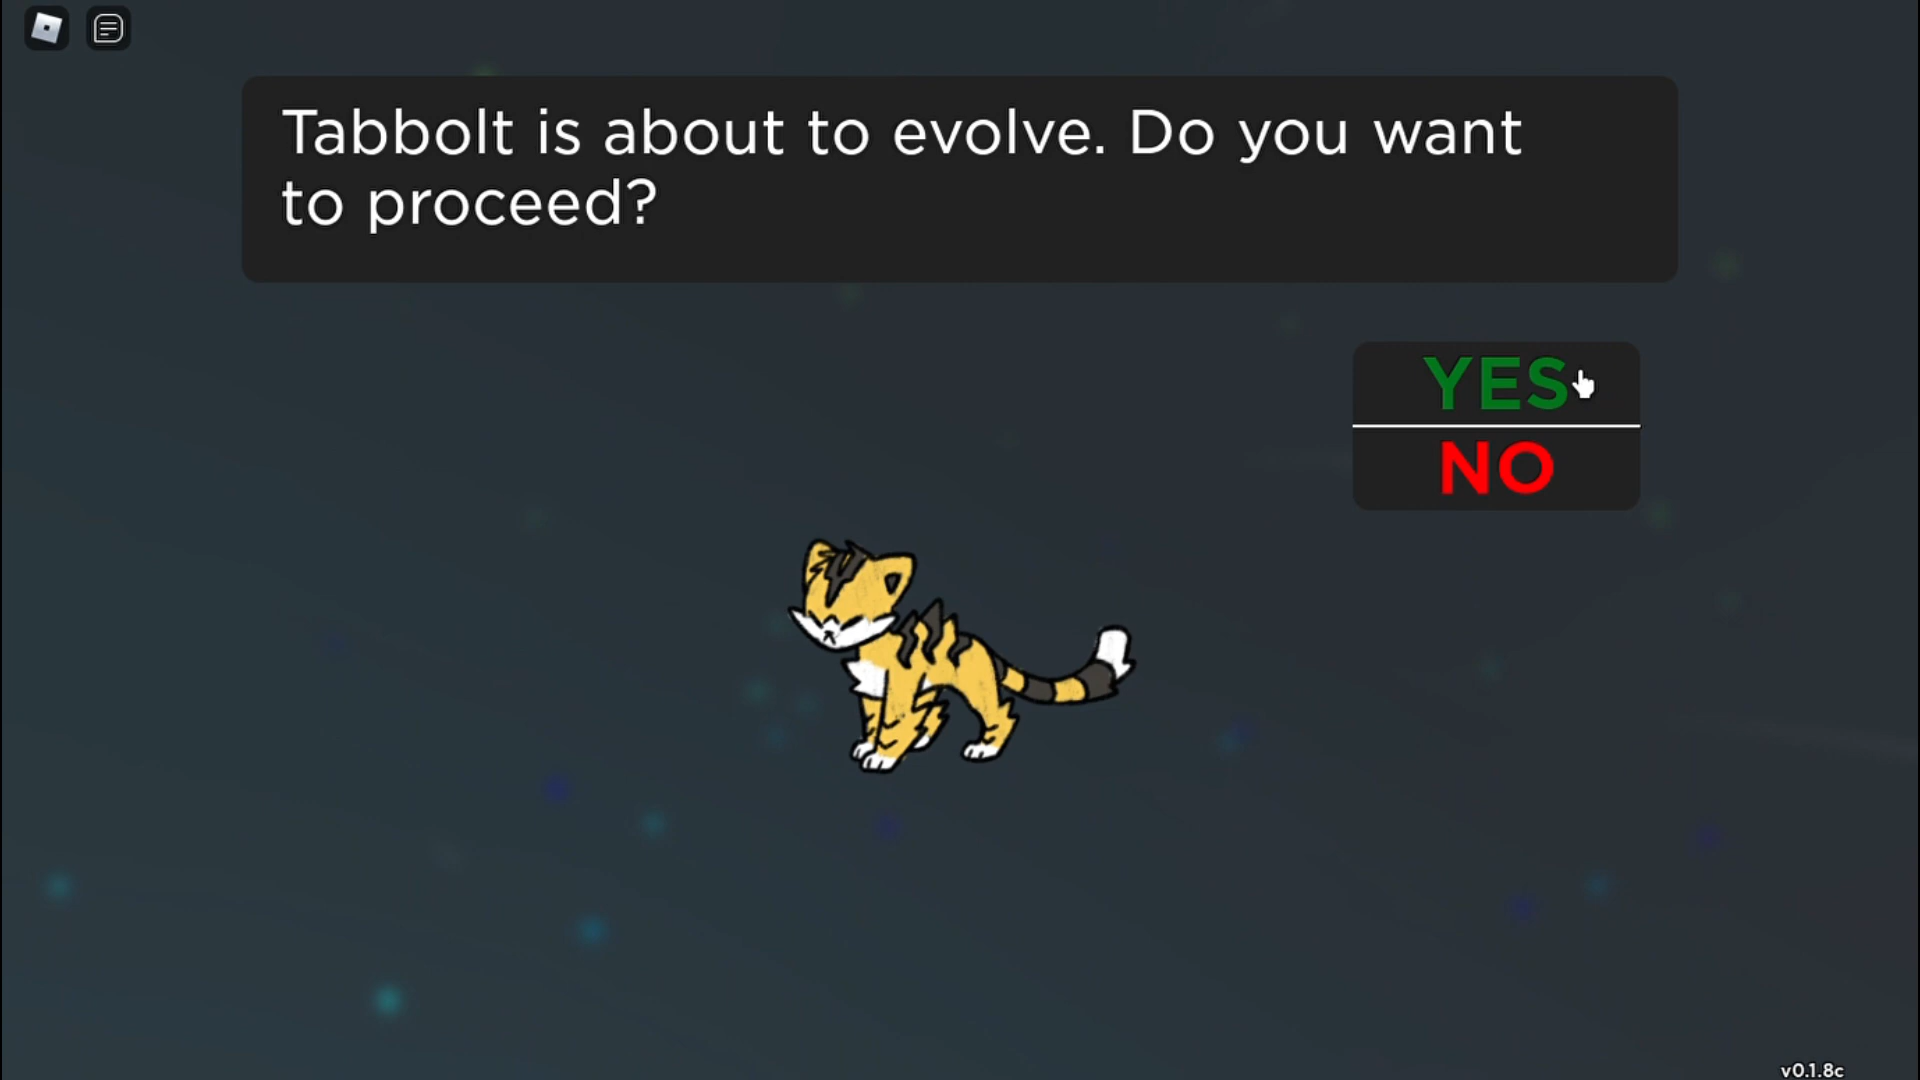 Tabbolt is about to evolve. Do you want
to proceed?
YES
NO
v0.1.8c